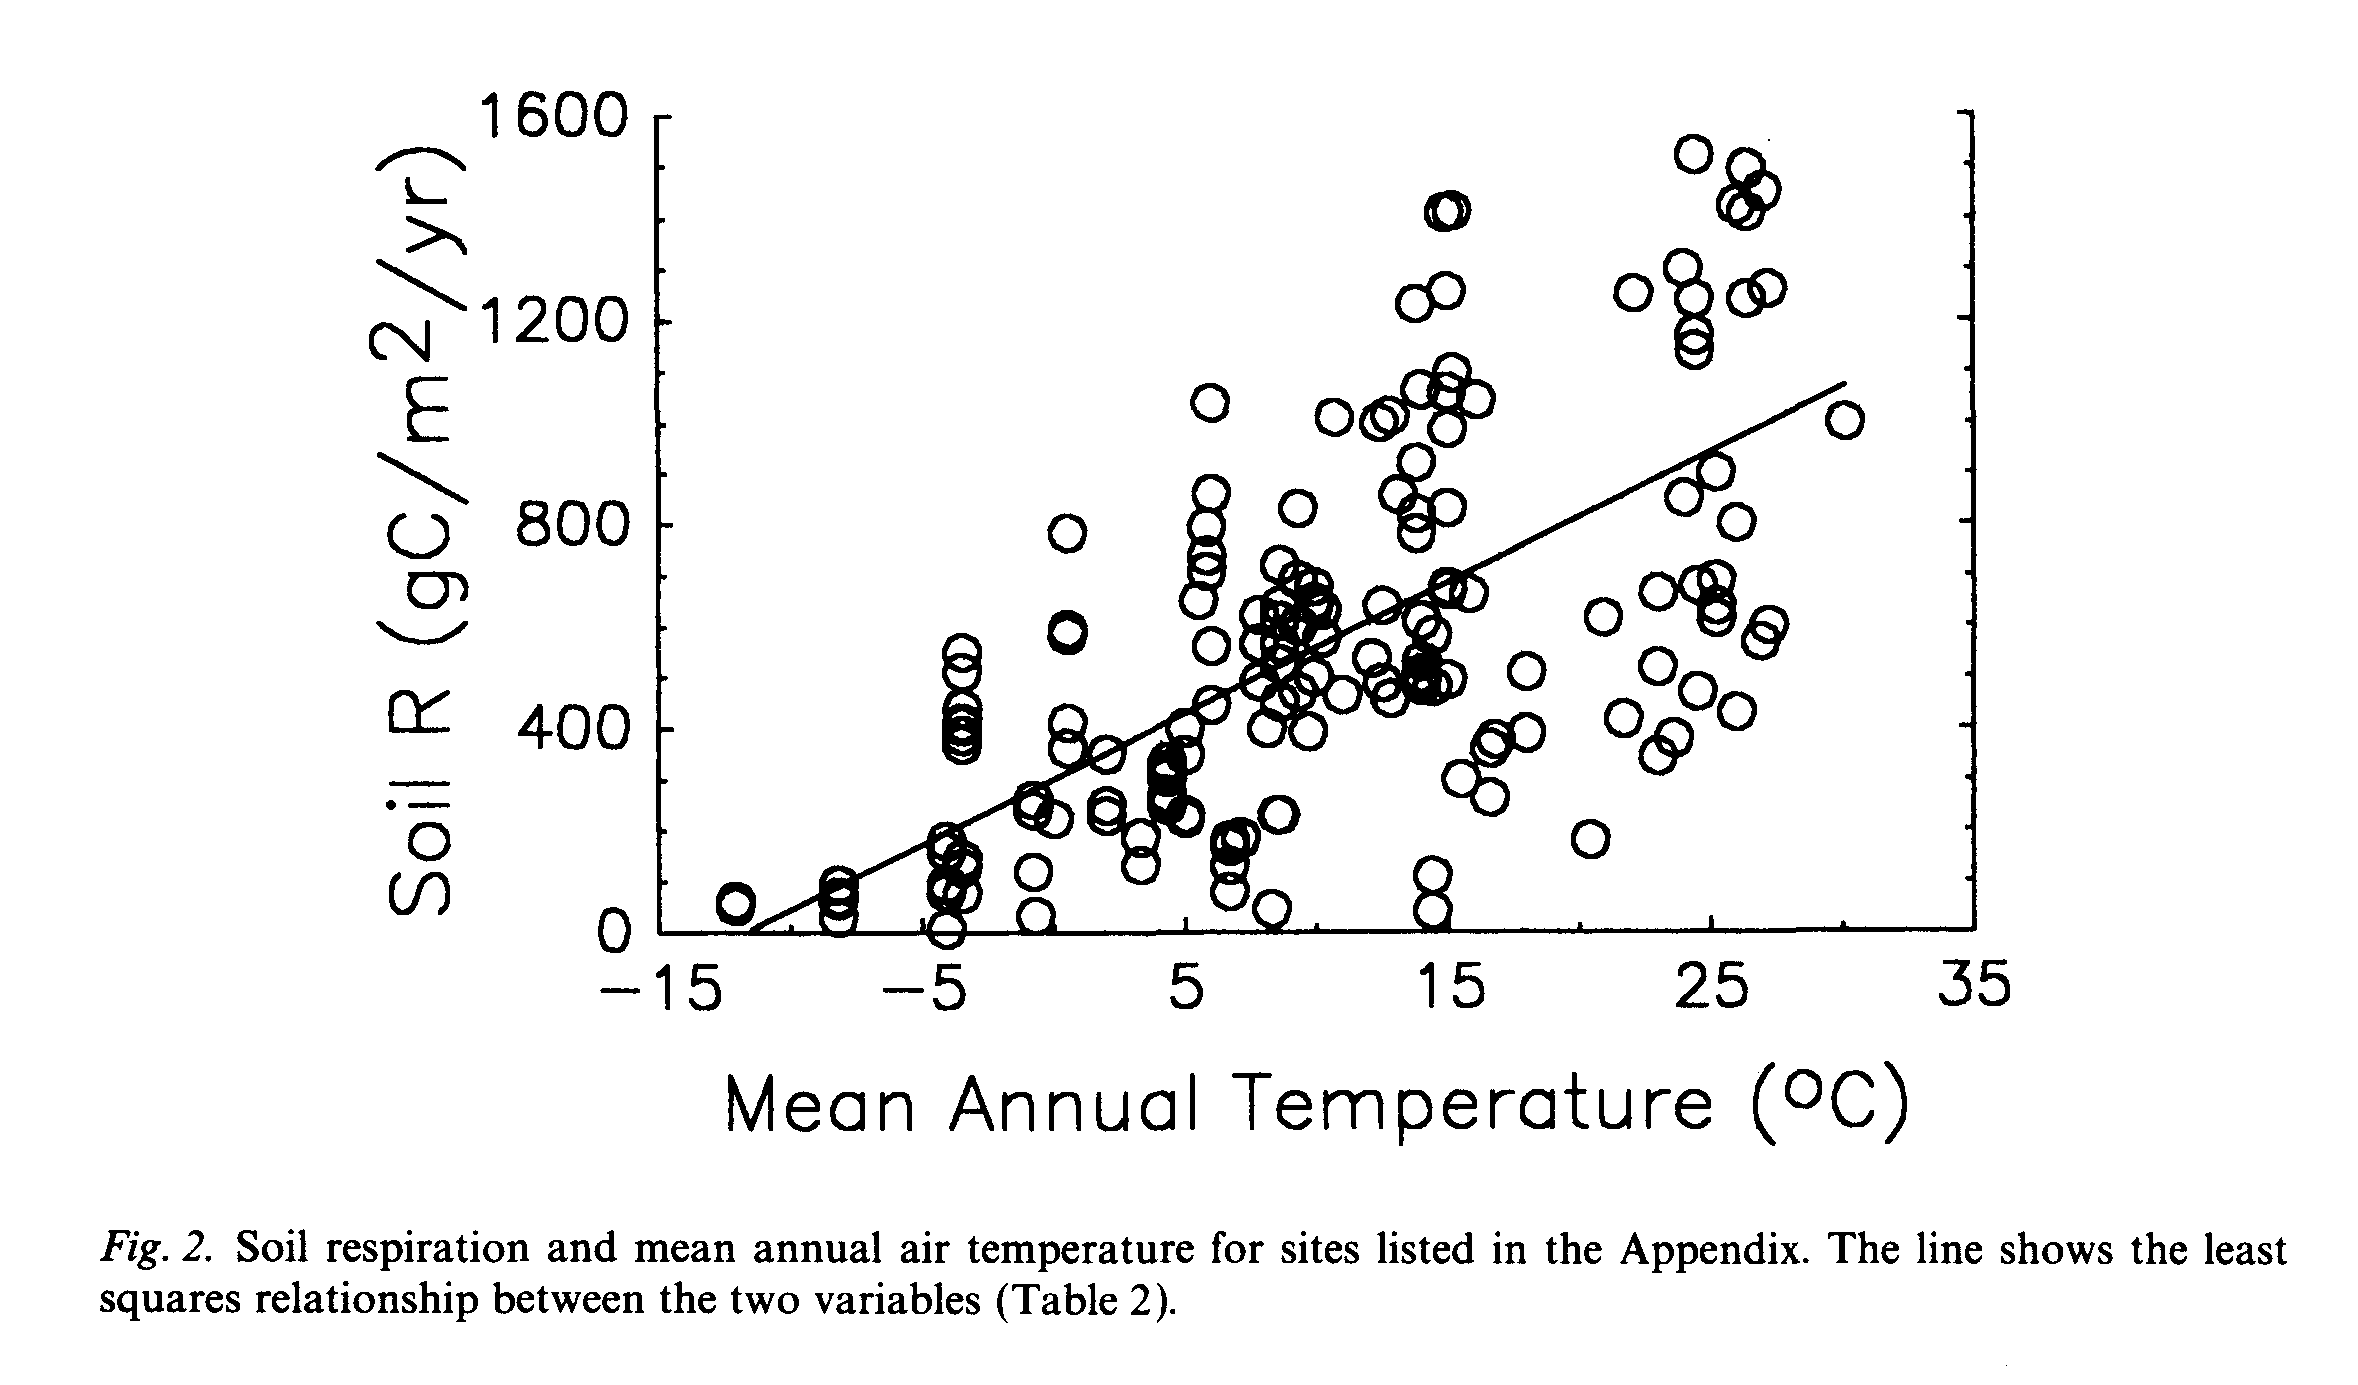 1600
1200
800
400
0
Soil R (gC/m2/yr)
−15 −5 5 15 25 35
Mean Annual Temperature (°C)
Fig. 2. Soil respiration and mean annual air temperature for sites listed in the Appendix. The line shows the least
squares relationship between the two variables (Table 2).